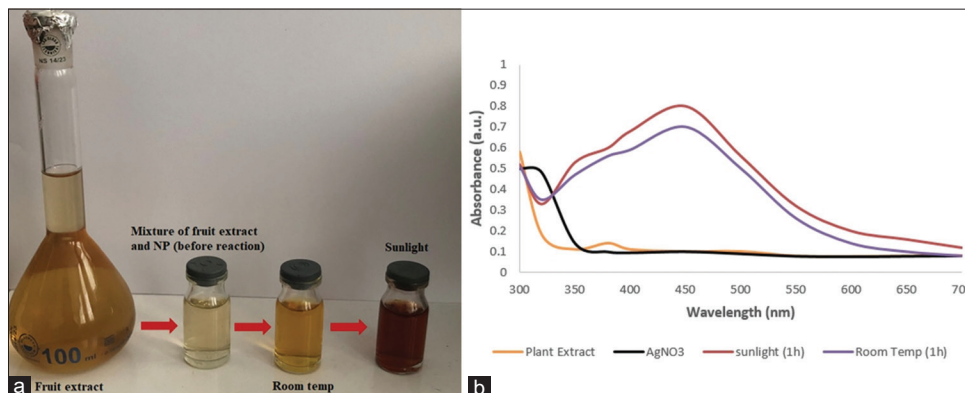 NS 14/23
100 ml
Mixture of fruit extract
and NP (before reaction)
Sunlight
Fruit extract
Room temp
a
1
0.9
0.8
0.7
0.6
0.5
0.4
0.3
0.2
0.1
0
Absorbance (a.u.)
300
350
400
450
500
550
600
650
700
Wavelength (nm)
Plant Extract
AgNO3
sunlight (1h)
Room Temp (1h)
b